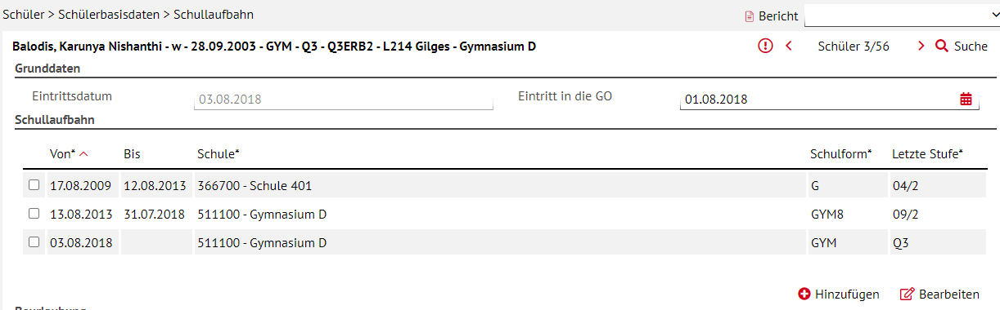 Schüler > Schülerbasisdaten > Schullaufbahn
Bericht
Balodis, Karunya Nishanthi - w - 28.09.2003 - GYM - Q3 - Q3ERB2 - L214 Gilges - Gymnasium D
Schüler 3/56 Suche
Grunddaten
Eintrittsdatum 03.08.2018 Eintritt in die GO 01.08.2018
Schullaufbahn
Von* Bis Schule* Schulform* Letzte Stufe*
17.08.2009 12.08.2013 366700 - Schule 401 G 04/2
13.08.2013 31.07.2018 511100 - Gymnasium D GYM8 09/2
03.08.2018 511100 - Gymnasium D GYM Q3
Hinzufügen Bearbeiten